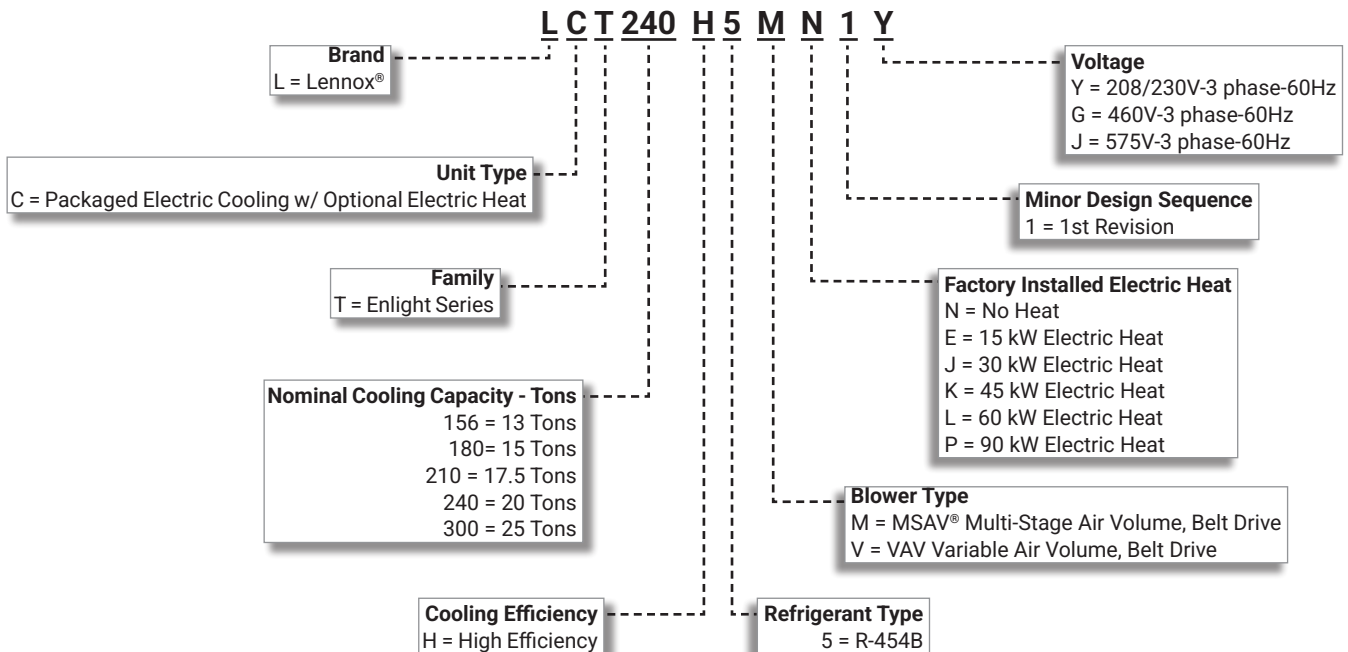 L C T 240 H 5 M N 1 Y
Brand
L = Lennox®
Unit Type
C = Packaged Electric Cooling w/ Optional Electric Heat
Family
T = Enlight Series
Nominal Cooling Capacity - Tons
156 = 13 Tons
180= 15 Tons
210 = 17.5 Tons
240 = 20 Tons
300 = 25 Tons
Cooling Efficiency
H = High Efficiency
Refrigerant Type
5 = R-454B
Blower Type
M = MSAV® Multi-Stage Air Volume, Belt Drive
V = VAV Variable Air Volume, Belt Drive
Factory Installed Electric Heat
N = No Heat
E = 15 kW Electric Heat
J = 30 kW Electric Heat
K = 45 kW Electric Heat
L = 60 kW Electric Heat
P = 90 kW Electric Heat
Minor Design Sequence
1 = 1st Revision
Voltage
Y = 208/230V-3 phase-60Hz
G = 460V-3 phase-60Hz
J = 575V-3 phase-60Hz